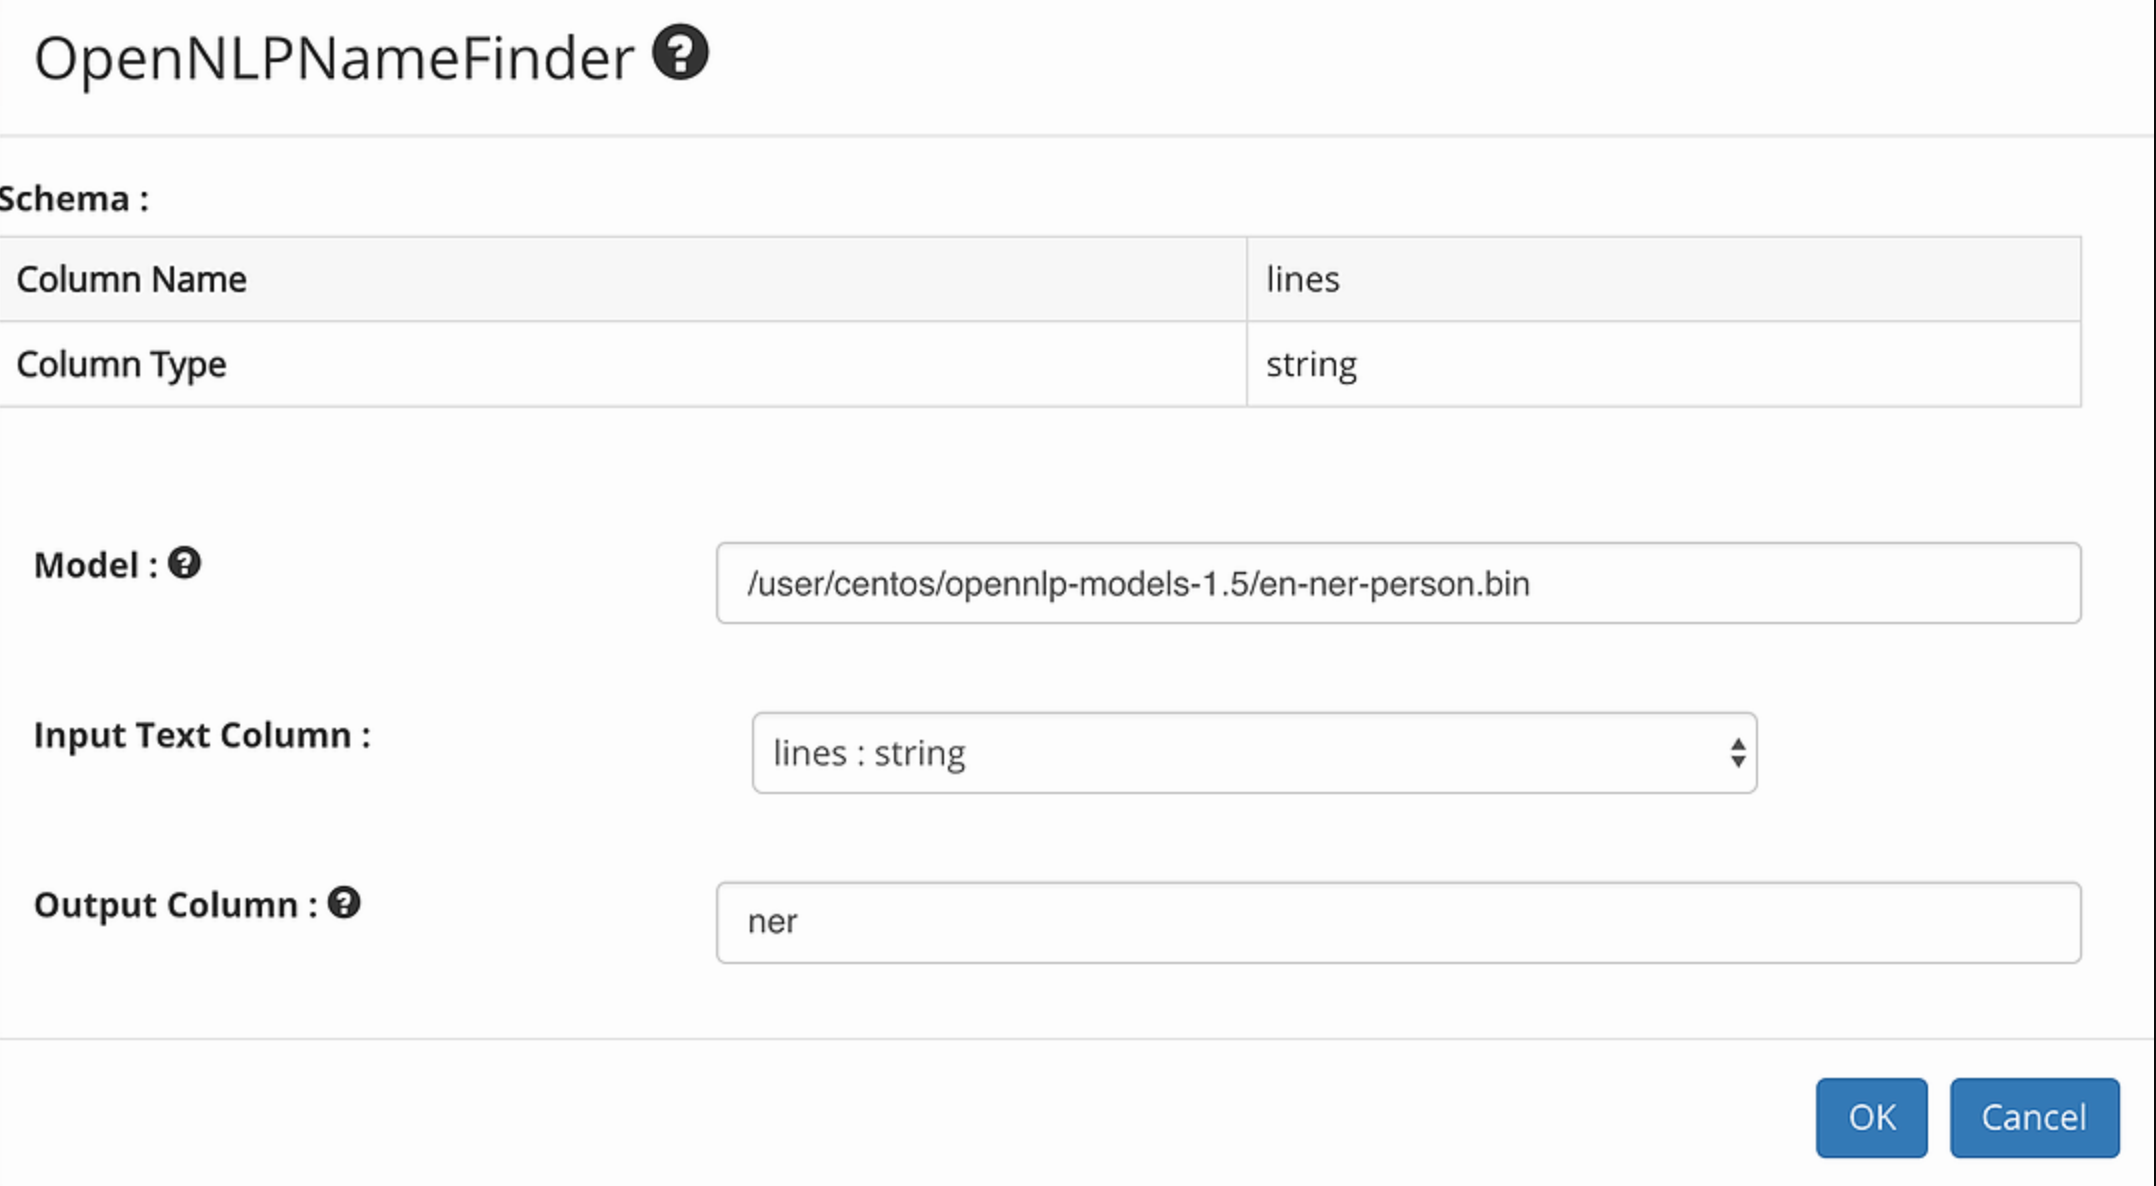 OpenNLPNameFinder ?
Schema :
Column Name lines
Column Type string
Model : ? /user/centos/opennlp-models-1.5/en-ner-person.bin
Input Text Column : lines : string
Output Column : ? ner
OK Cancel